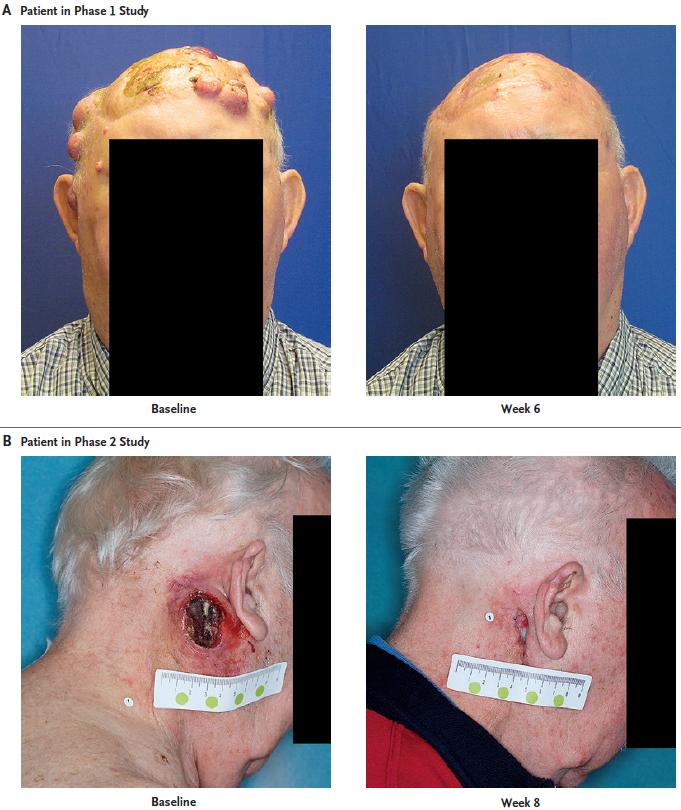 A Patient in Phase 1 Study
Baseline
Week 6
B Patient in Phase 2 Study
Baseline
Week 8